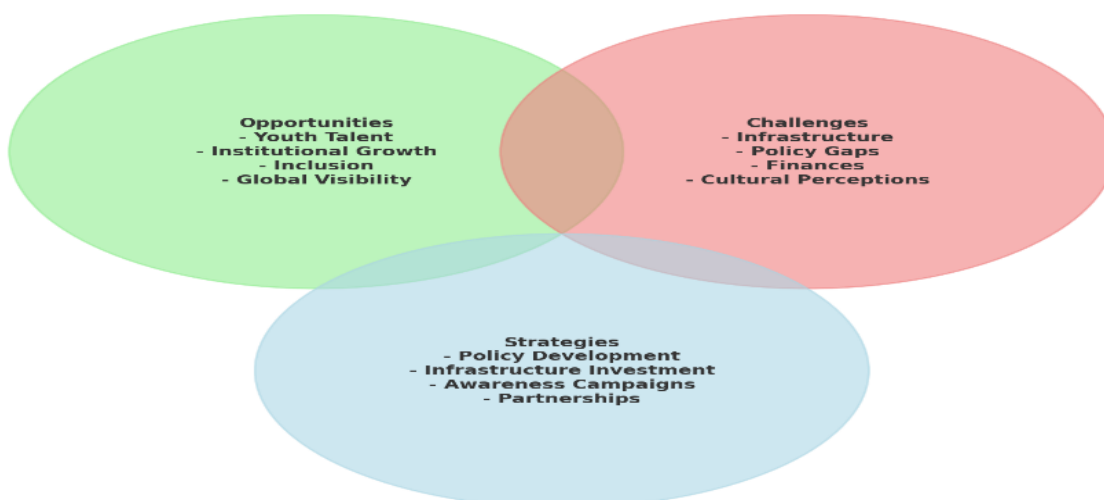 Opportunities
- Youth Talent
- Institutional Growth
- Inclusion
- Global Visibility
Challenges
- Infrastructure
- Policy Gaps
- Finances
- Cultural Perceptions
Strategies
- Policy Development
- Infrastructure Investment
- Awareness Campaigns
- Partnerships